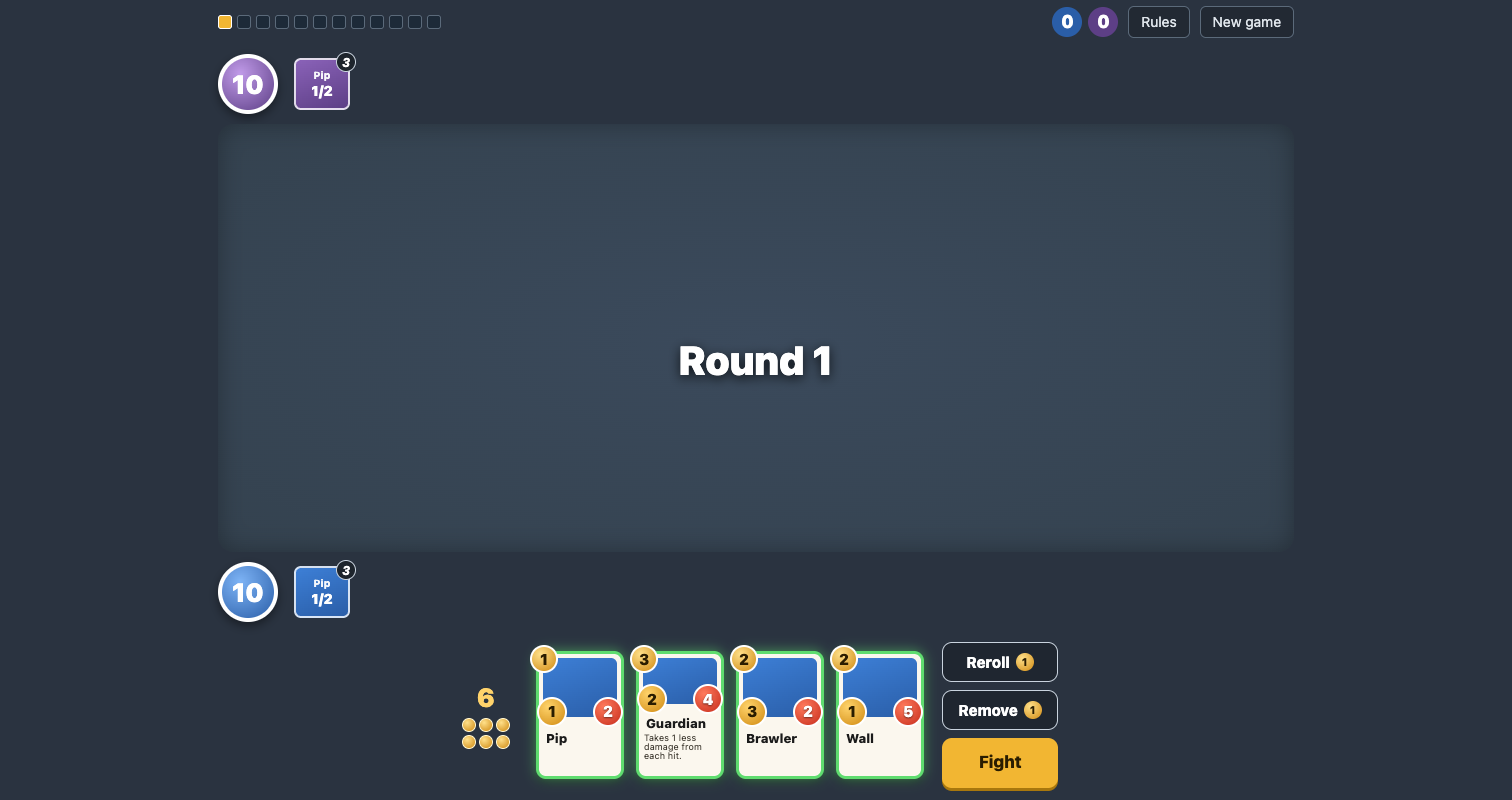 0 0 Rules New game
10 Pip 1/2 3
Round 1
10 Pip 1/2 3
6
1 1 2 Pip
3 2 4 Guardian
Takes 1 less
damage from
each hit.
2 3 2 Brawler
2 1 5 Wall
Reroll 1
Remove 1
Fight